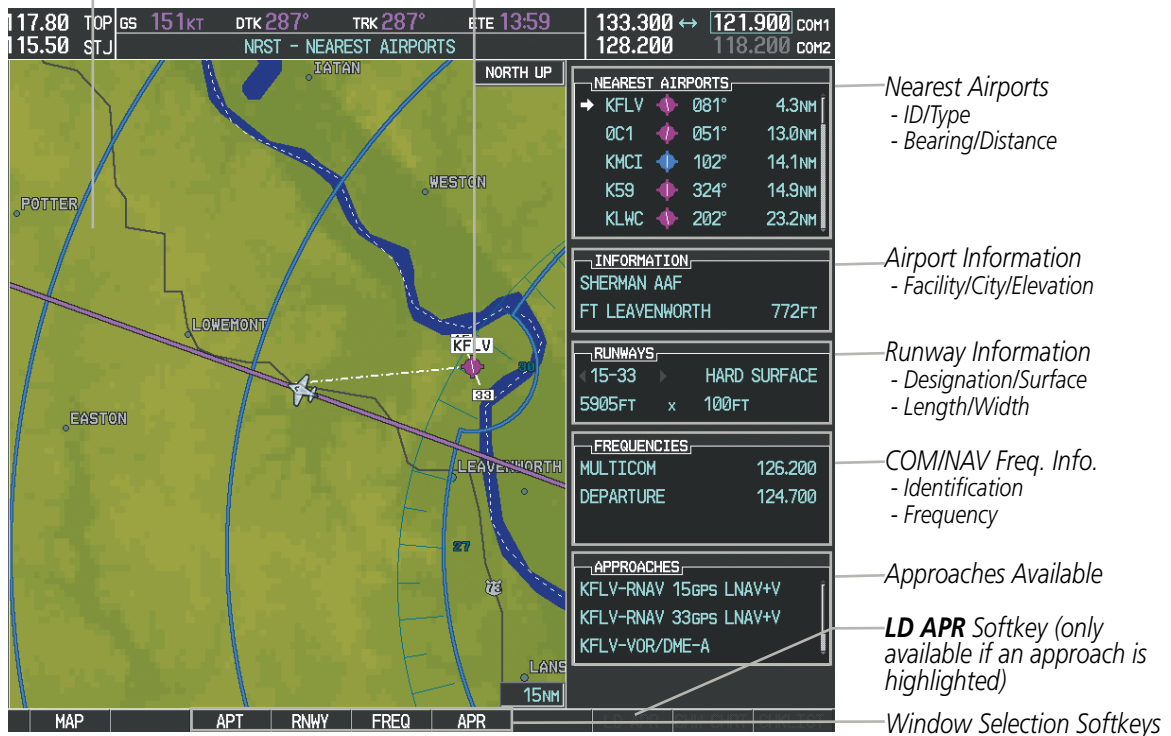 117.80 TOP GS 151KT DTK 287° TRK 287° ETE 13:59 133.300 ↔ 121.900 COM1
115.50 STJ NRST - NEAREST AIRPORTS 128.200 118.200 COM2
IATAN
NORTH UP
WESTON
POTTER
LOWEMONT
KFLV
33
EASTON
LEAVENWORTH
27
73
LANS
15NM
NEAREST AIRPORTS
KFLV 081° 4.3NM
0C1 051° 13.0NM
KMCI 102° 14.1NM
K59 324° 14.9NM
KLWC 202° 23.2NM
INFORMATION
SHERMAN AAF
FT LEAVENWORTH 772FT
RUNWAYS
15-33 HARD SURFACE
5905FT x 100FT
FREQUENCIES
MULTICOM 126.200
DEPARTURE 124.700
APPROACHES
KFLV-RNAV 15GPS LNAV+V
KFLV-RNAV 33GPS LNAV+V
KFLV-VOR/DME-A
MAP APT RNWY FREQ APR
Nearest Airports
- ID/Type
- Bearing/Distance
Airport Information
- Facility/City/Elevation
Runway Information
- Designation/Surface
- Length/Width
COM/NAV Freq. Info.
- Identification
- Frequency
Approaches Available
LD APR Softkey (only
available if an approach is
highlighted)
Window Selection Softkeys